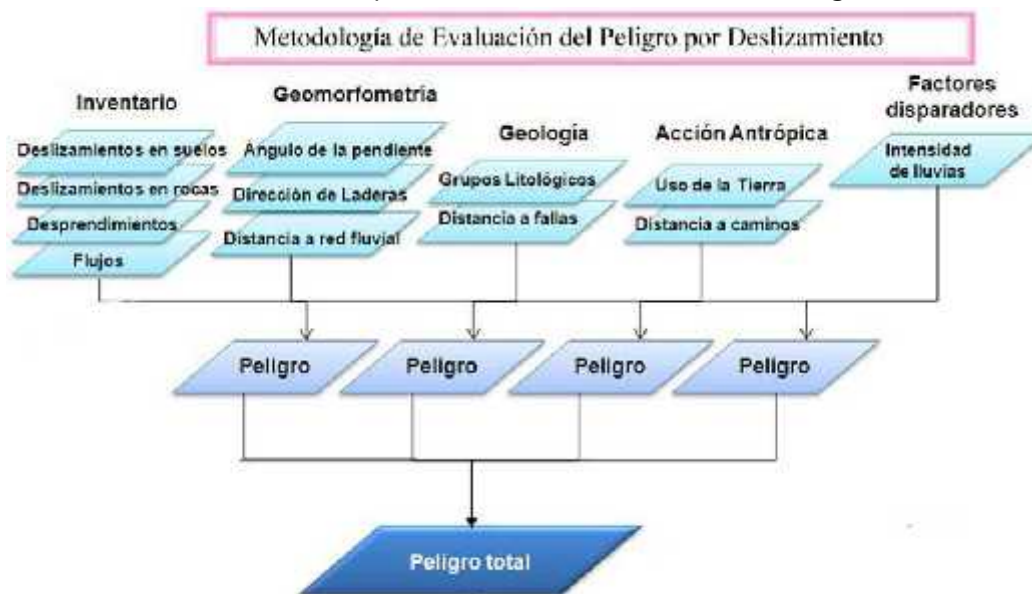 Metodología de Evaluación del Peligro por Deslizamiento
Inventario
Deslizamientos en suelos
Deslizamientos en rocas
Desprendimientos
Flujos
Geomorfometría
Ángulo de la pendiente
Dirección de Laderas
Distancia a red fluvial
Geología
Grupos Litológicos
Distancia a fallas
Acción Antrópica
Uso de la Tierra
Distancia a caminos
Factores
disparadores
Intensidad
de lluvias
Peligro
Peligro
Peligro
Peligro
Peligro total